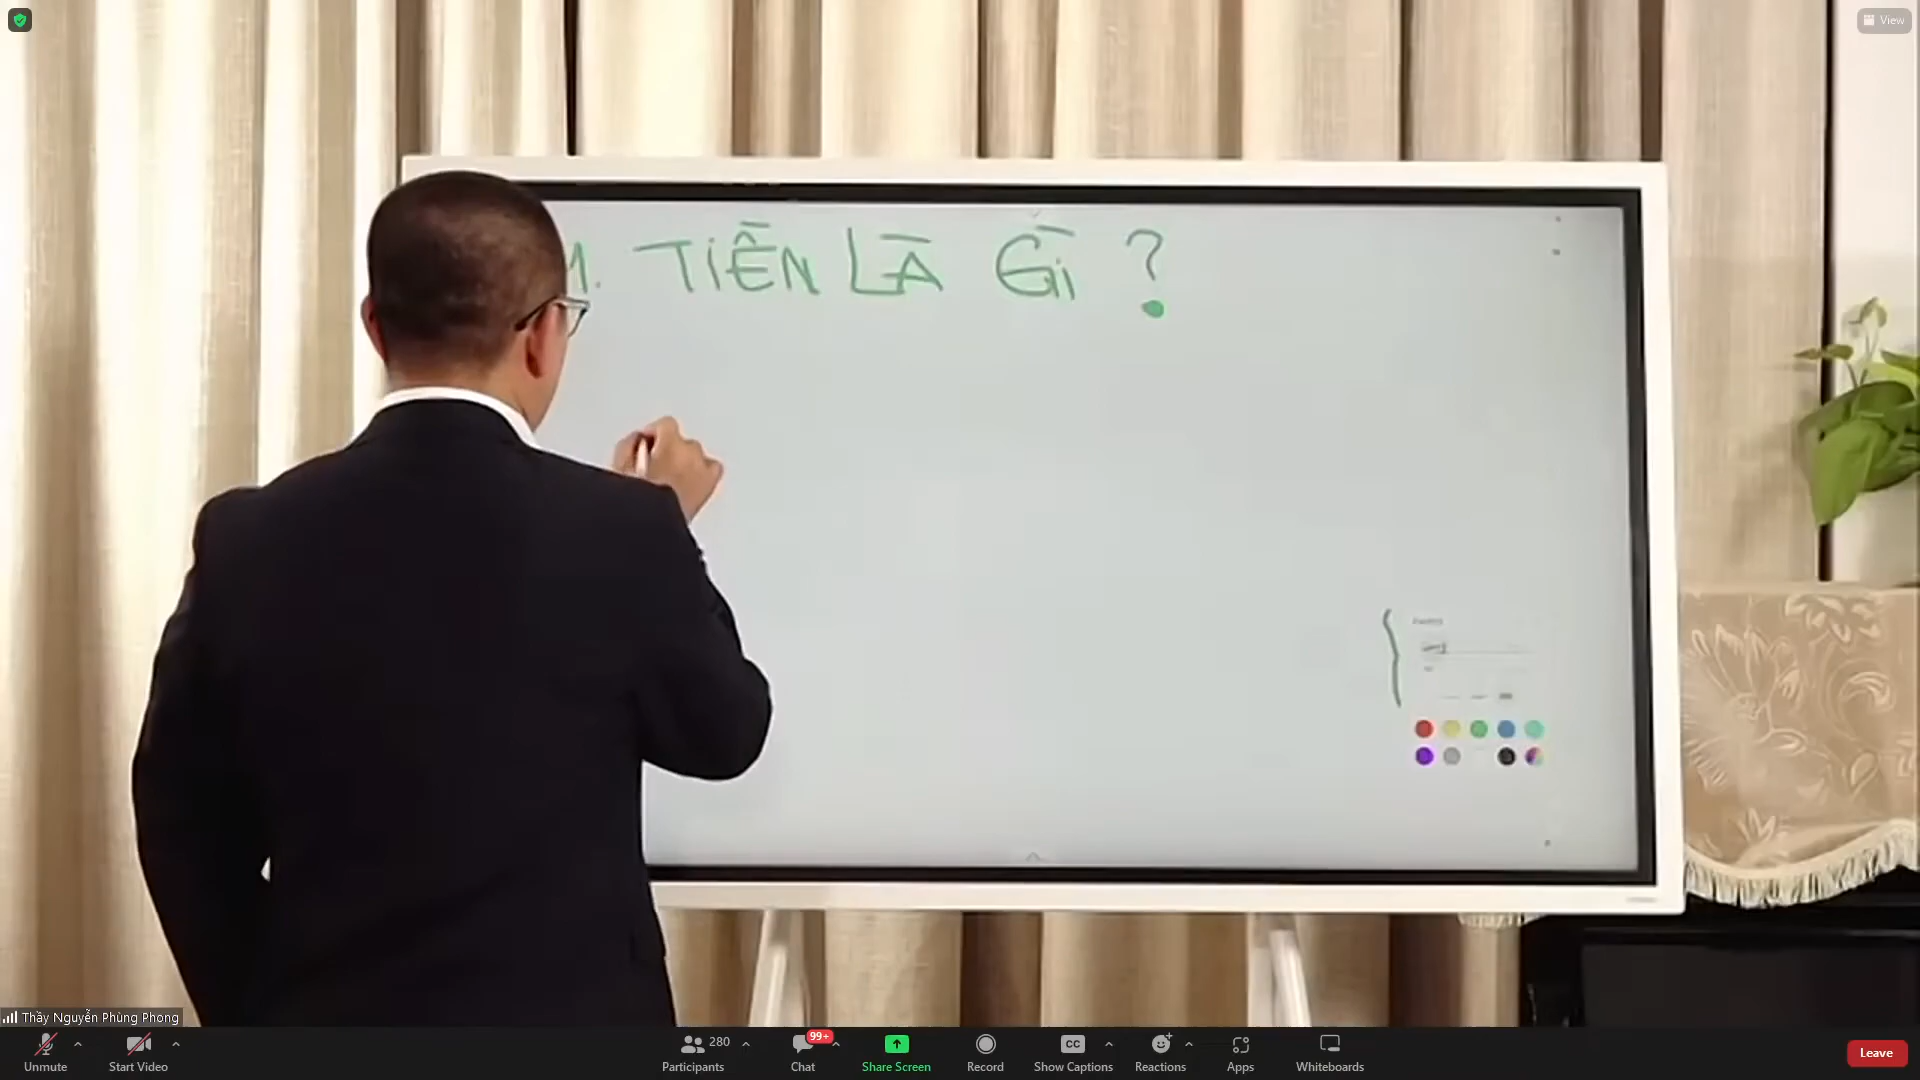 View
1. TIỀN LÀ GÌ ?
Thầy Nguyễn Phùng Phong
Unmute
Start Video
280
Participants
99+
Chat
Share Screen
Record
CC
Show Captions
Reactions
Apps
Whiteboards
Leave